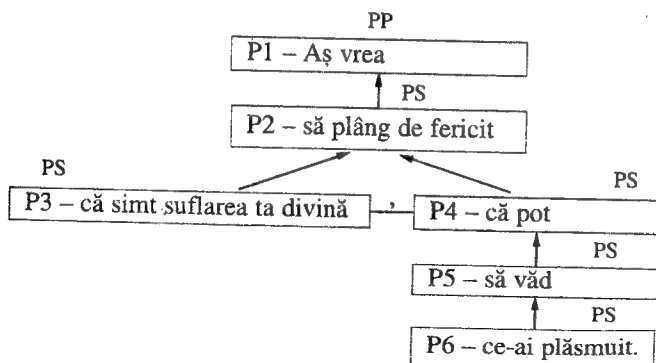 PP
P1 – Aș vrea
PS
P2 – să plâng de fericit
PS
PS
P3 – că simt suflarea ta divină
,
P4 – că pot
PS
P5 – să văd
PS
P6 – ce-ai plăsmuit.